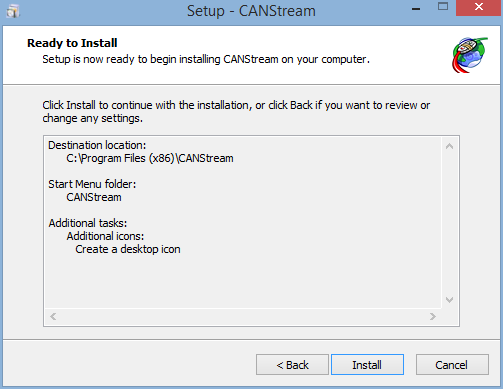 Setup - CANStream
Ready to Install
Setup is now ready to begin installing CANStream on your computer.
Click Install to continue with the installation, or click Back if you want to review or
change any settings.
Destination location:
C:\Program Files (x86)\CANStream
Start Menu folder:
CANStream
Additional tasks:
Additional icons:
Create a desktop icon
< Back
Install
Cancel